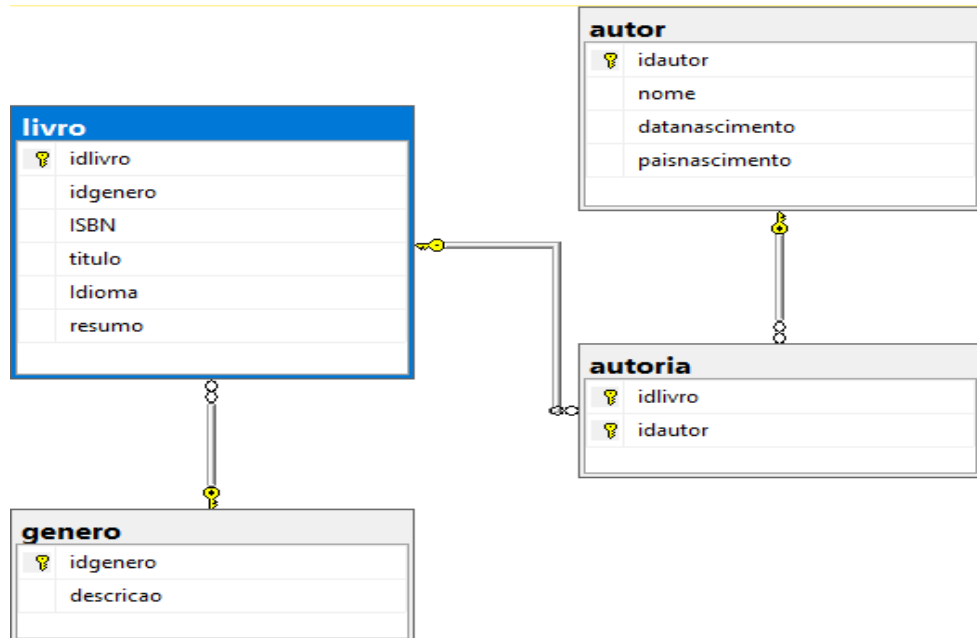 autor
idautor
nome
datanascimento
paisnascimento
livro
idlivro
idgenero
ISBN
titulo
Idioma
resumo
autoria
idlivro
idautor
genero
idgenero
descricao